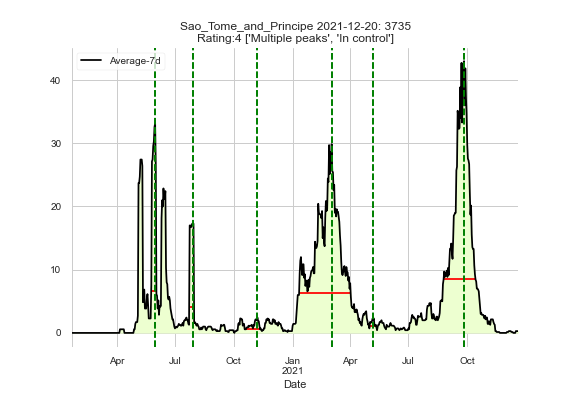 Sao_Tome_and_Principe 2021-12-20: 3735
Rating:4 ['Multiple peaks', 'In control']
Average-7d
40
30
20
10
0
Apr Jul Oct Jan Apr Jul Oct
2021
Date